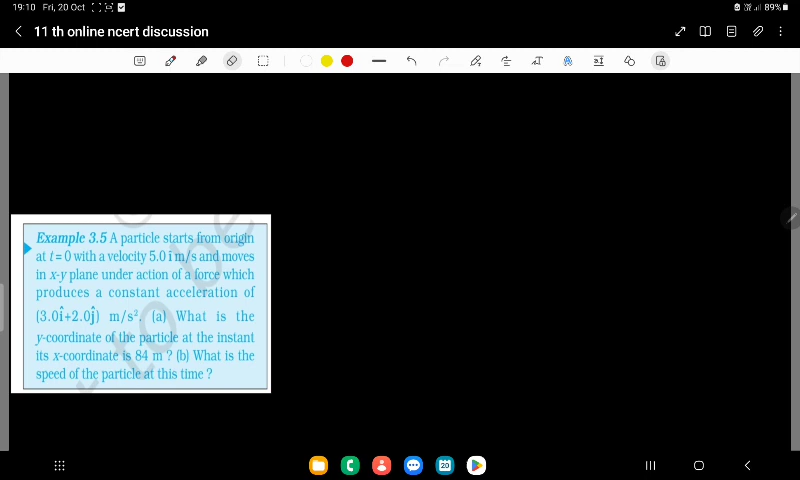 19:10 Fri, 20 Oct
89%
11 th online ncert discussion
Example 3.5 A particle starts from origin
at t = 0 with a velocity 5.0 î m/s and moves
in x-y plane under action of a force which
produces a constant acceleration of
(3.0î+2.0ĵ) m/s². (a) What is the
y-coordinate of the particle at the instant
its x-coordinate is 84 m ? (b) What is the
speed of the particle at this time ?
to be
20